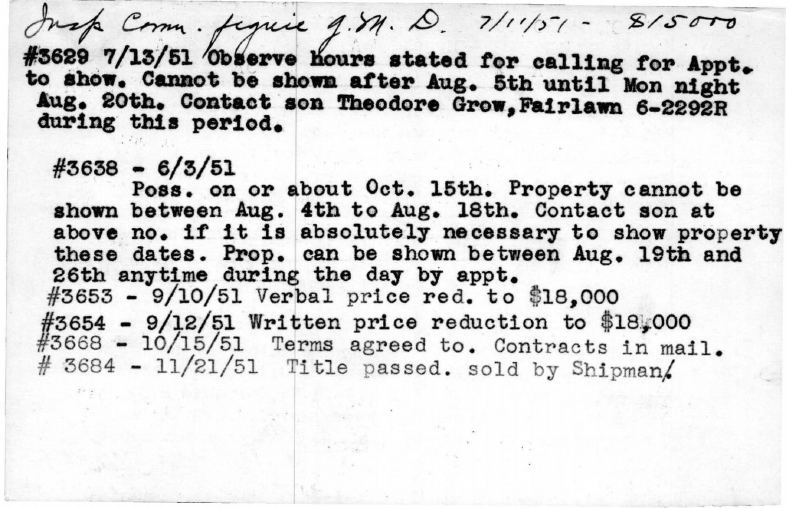 Insp Comm. figure J. M. D. 7/11/51 - $15000
#3629 7/13/51 Observe hours stated for calling for Appt.
to show. Cannot be shown after Aug. 5th until Mon night
Aug. 20th. Contact son Theodore Grow,Fairlawn 6-2292R
during this period.
#3638 - 6/3/51
Poss. on or about Oct. 15th. Property cannot be
shown between Aug. 4th to Aug. 18th. Contact son at
above no. if it is absolutely necessary to show property
these dates. Prop. can be shown between Aug. 19th and
26th anytime during the day by appt.
#3653 - 9/10/51 Verbal price red. to $18,000
#3654 - 9/12/51 Written price reduction to $18,000
#3668 - 10/15/51 Terms agreed to. Contracts in mail.
# 3684 - 11/21/51 Title passed. sold by Shipman.